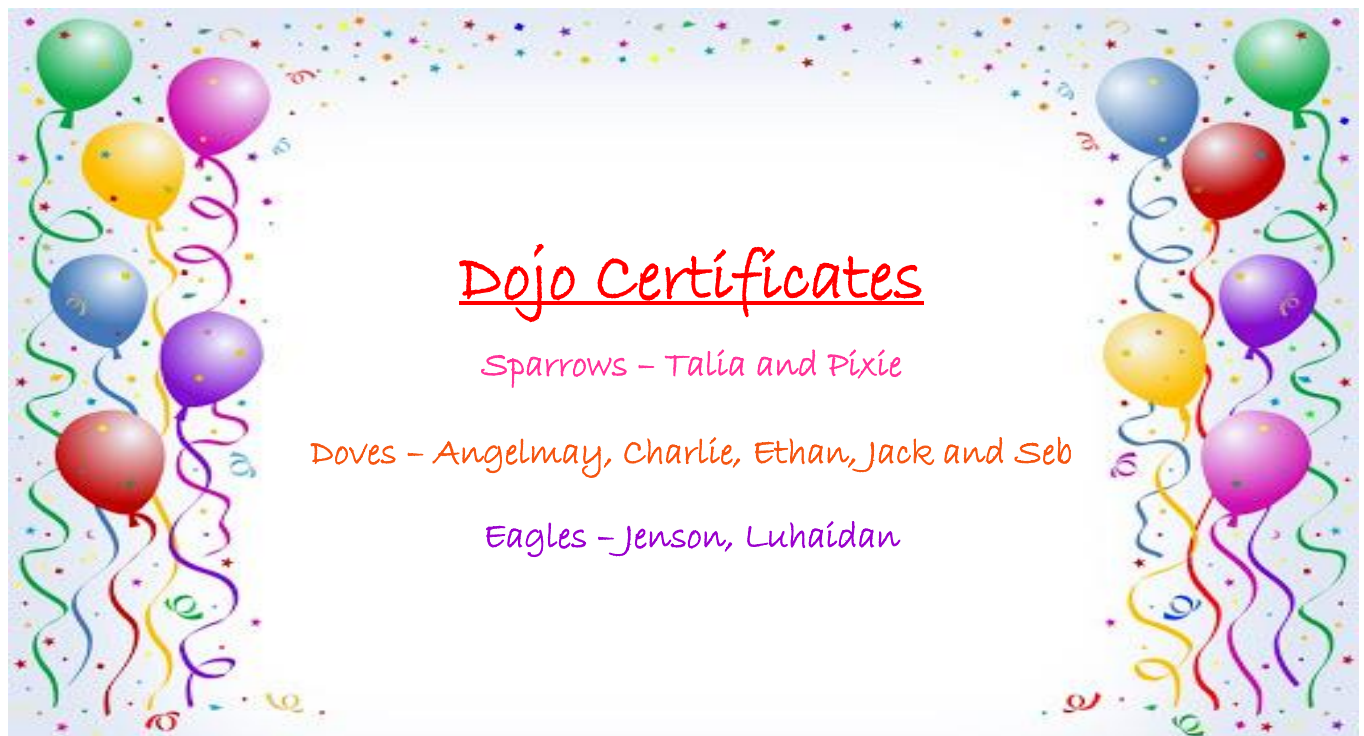 Dojo Certificates
Sparrows – Talia and Pixie
Doves – Angelmay, Charlie, Ethan, Jack and Seb
Eagles – Jenson, Luhaidan